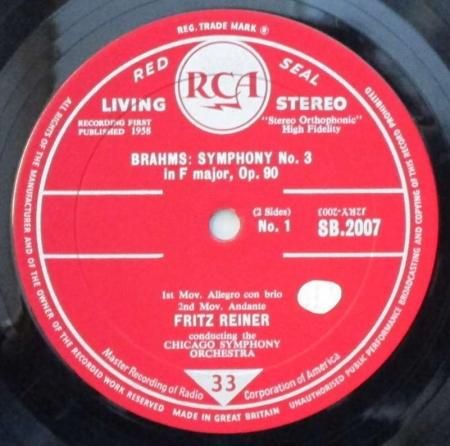 REG. TRADE MARK ®
RED SEAL
RCA
LIVING STEREO
RECORDING FIRST
PUBLISHED 1958
"Stereo Orthophonic"
High Fidelity
BRAHMS: SYMPHONY No. 3
in F major, Op. 90
(2 Sides)
No. 1
J2RY-2003
SB.2007
1st Mov. Allegro con brio
2nd Mov. Andante
FRITZ REINER
conducting the
CHICAGO SYMPHONY
ORCHESTRA
Master Recording of Radio Corporation of America
33
ALL RIGHTS OF THE MANUFACTURER AND OF THE OWNER OF THE RECORDED WORK RESERVED
MADE IN GREAT BRITAIN
UNAUTHORISED PUBLIC PERFORMANCE BROADCASTING AND COPYING OF THIS RECORD PROHIBITED